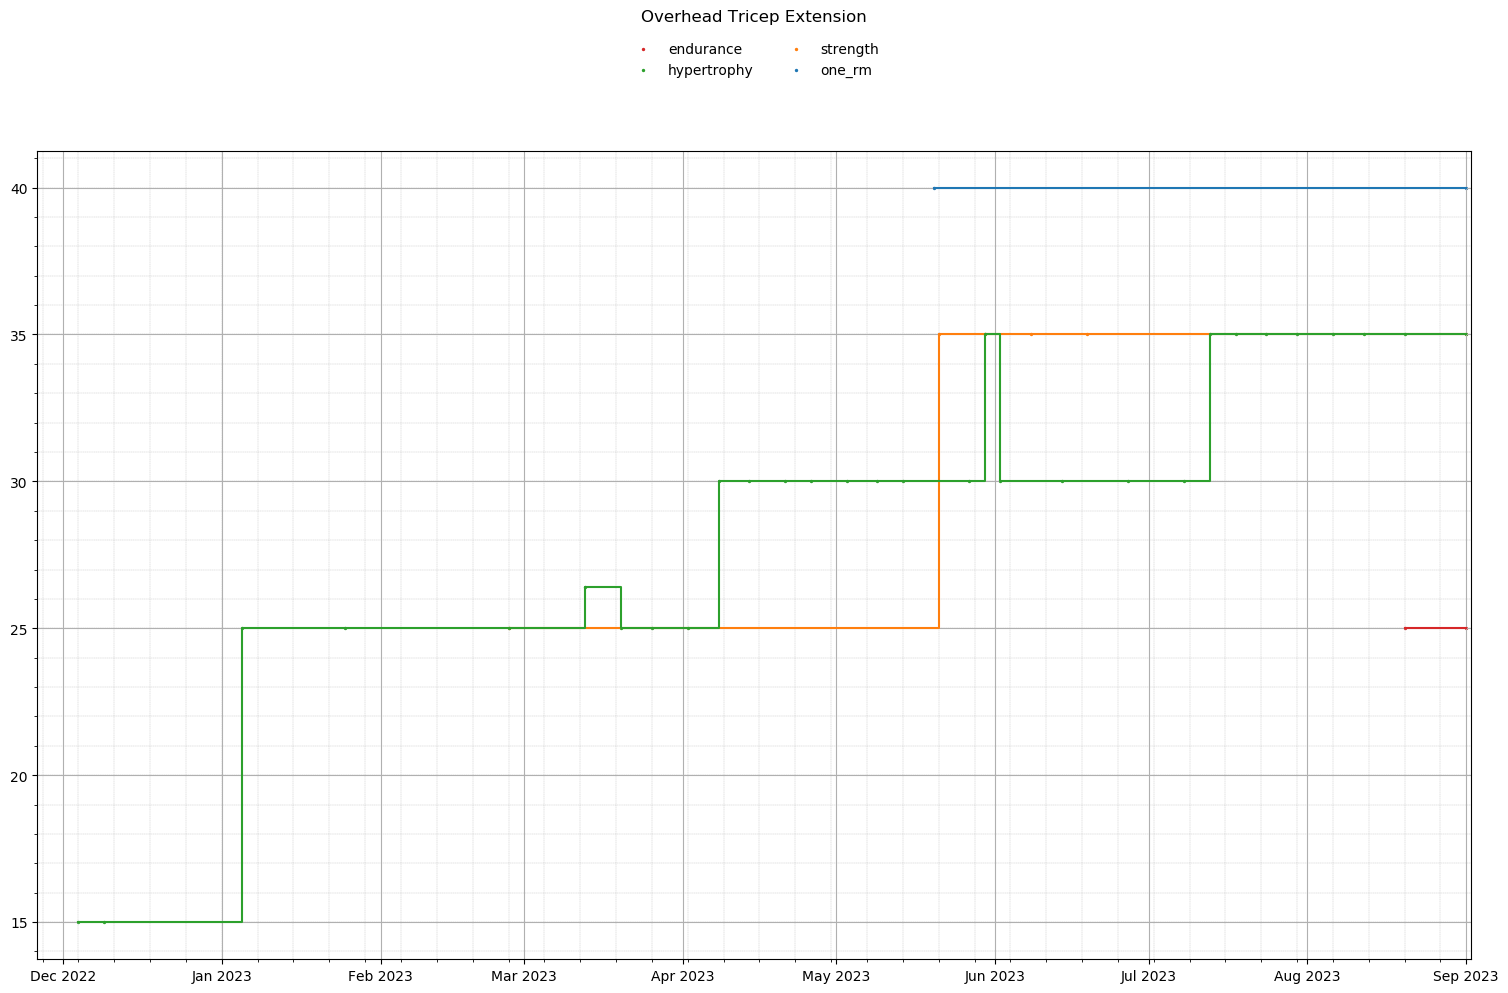 Overhead Tricep Extension
endurance strength
hypertrophy one_rm
40
35
30
25
20
15
Dec 2022 Jan 2023 Feb 2023 Mar 2023 Apr 2023 May 2023 Jun 2023 Jul 2023 Aug 2023 Sep 2023